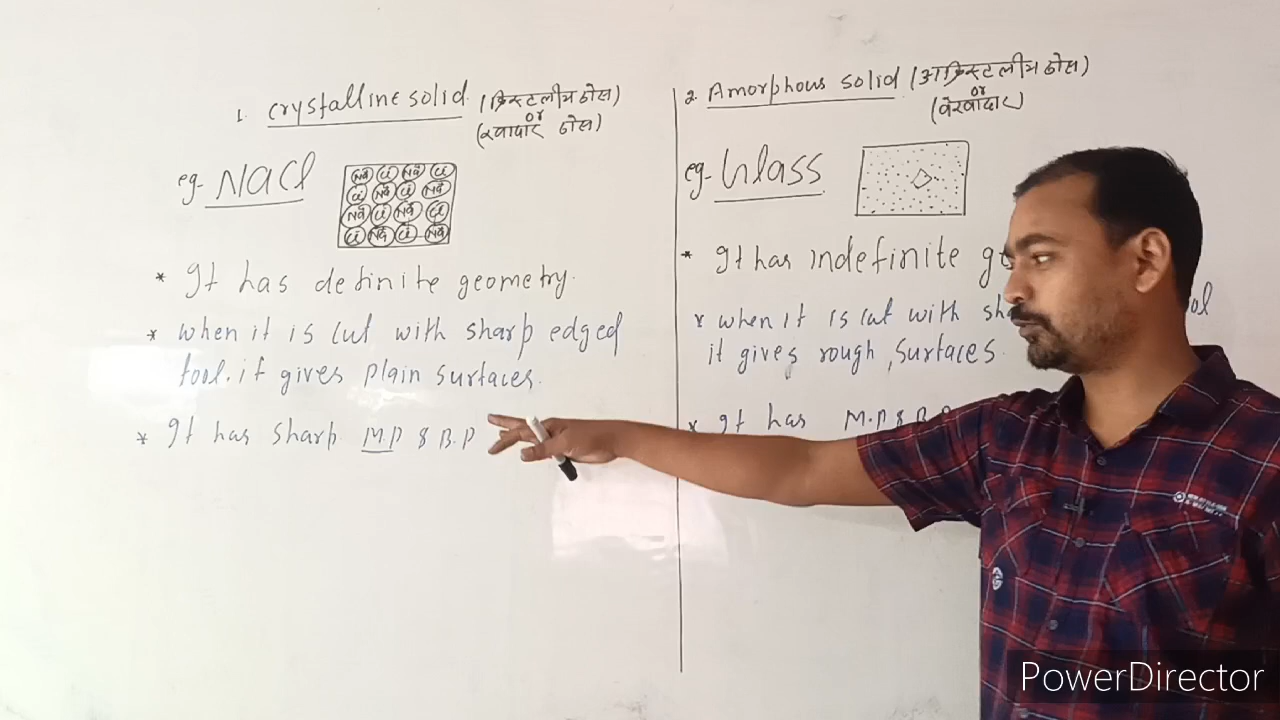 1. Crystalline solid (क्रिस्टलीय ठोस)
or
(रवादार ठोस)
eg- NaCl
Na Cl Na Cl
Cl Na Cl Na
Na Cl Na Cl
Cl Na Cl Na
* It has definite geometry.
* when it is cut with sharp edged
tool. it gives plain surfaces.
* It has sharp M.P & B.P
2. Amorphous solid (अक्रिस्टलीय ठोस)
or
(बेरवादार)
eg- Glass
* It has indefinite
* when it is cut with
it gives rough, surfaces.
* It has M.P &
PowerDirector